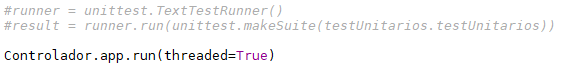 #runner = unittest.TextTestRunner()
#result = runner.run(unittest.makeSuite(testUnitarios.testUnitarios))
Controlador.app.run(threaded=True)